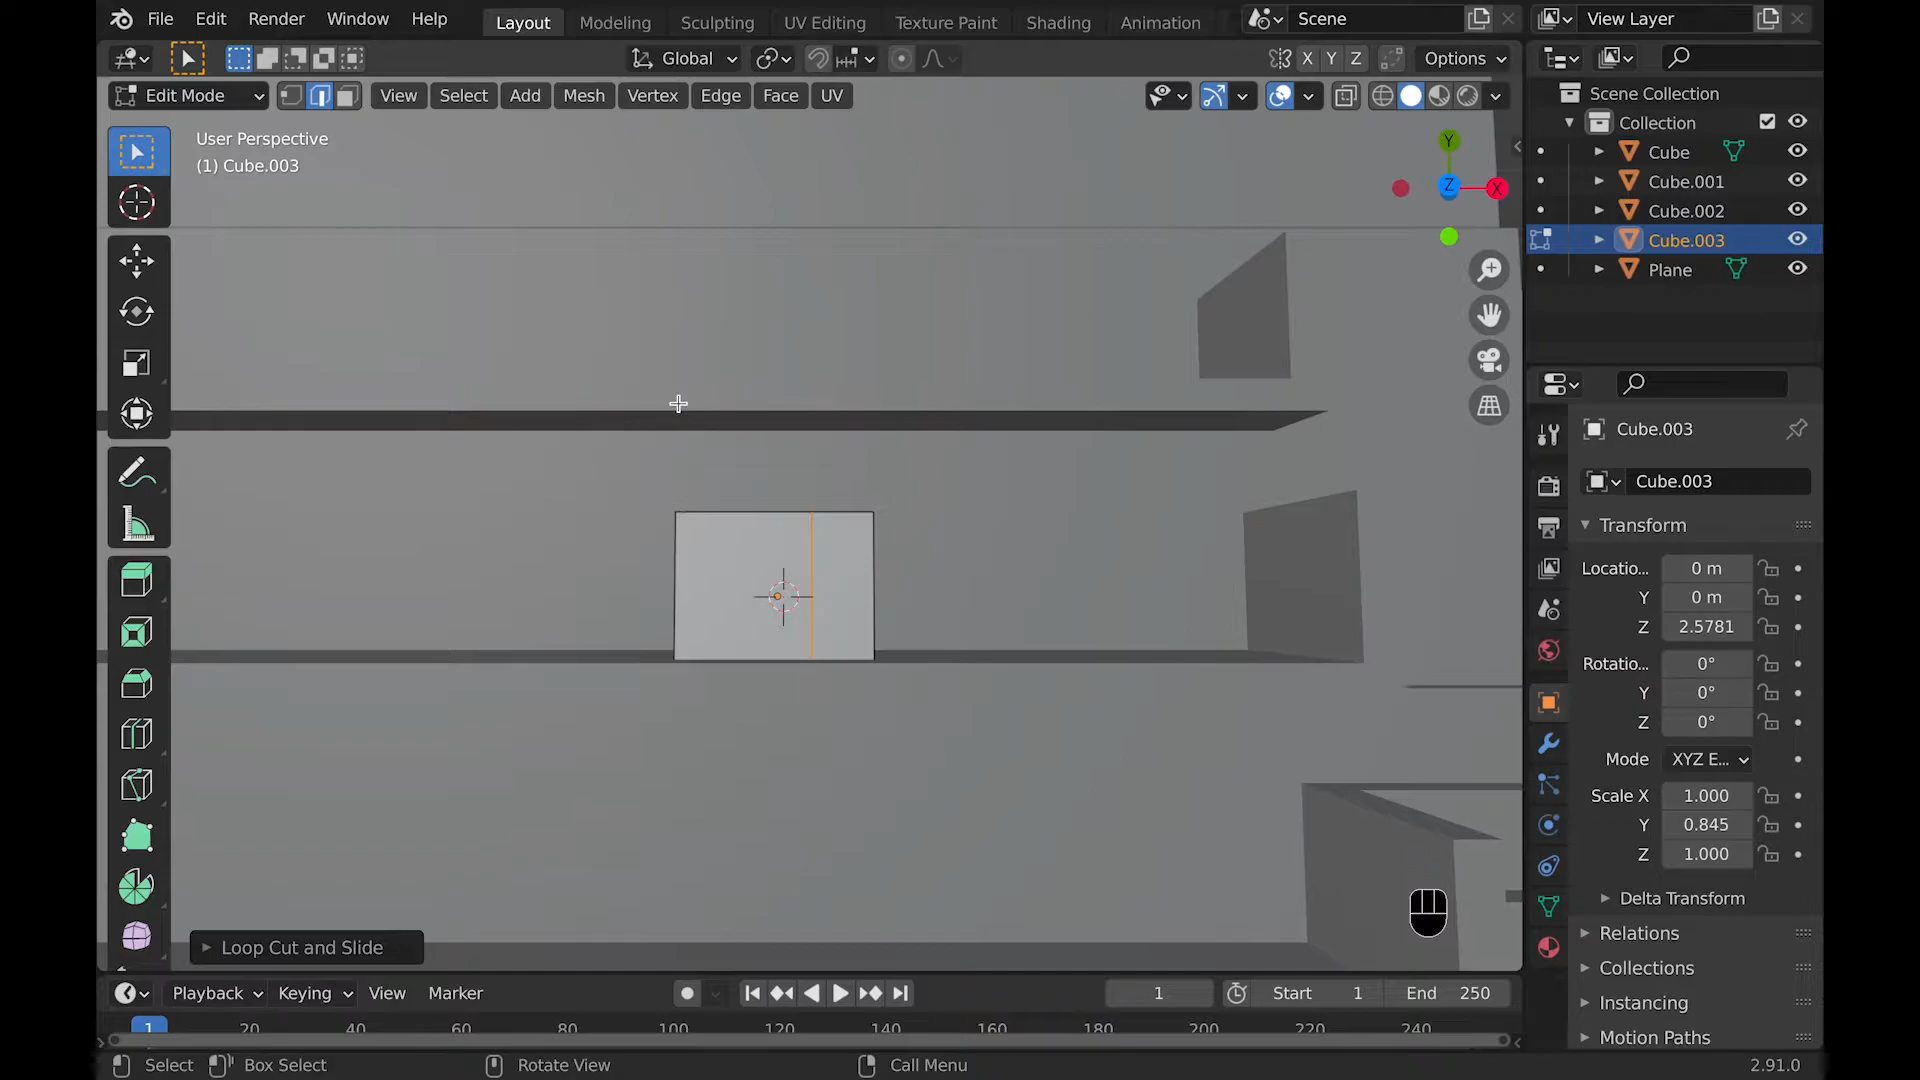 File Edit Render Window Help Layout Modeling Sculpting UV Editing Texture Paint Shading Animation Scene View Layer
Global X Y Z Options
Edit Mode View Select Add Mesh Vertex Edge Face UV
User Perspective
(1) Cube.003
Y
Z X
Scene Collection
Collection
Cube
Cube.001
Cube.002
Cube.003
Plane
Cube.003
Cube.003
Transform
Locatio... 0 m
Y 0 m
Z 2.5781
Rotatio... 0°
Y 0°
Z 0°
Mode XYZ E...
Scale X 1.000
Y 0.845
Z 1.000
Delta Transform
Relations
Collections
Instancing
Motion Paths
Loop Cut and Slide
Playback Keying View Marker 1 Start 1 End 250
1 20 40 60 80 100 120 140 160 180 200 220 240
Select Box Select Rotate View Call Menu 2.91.0